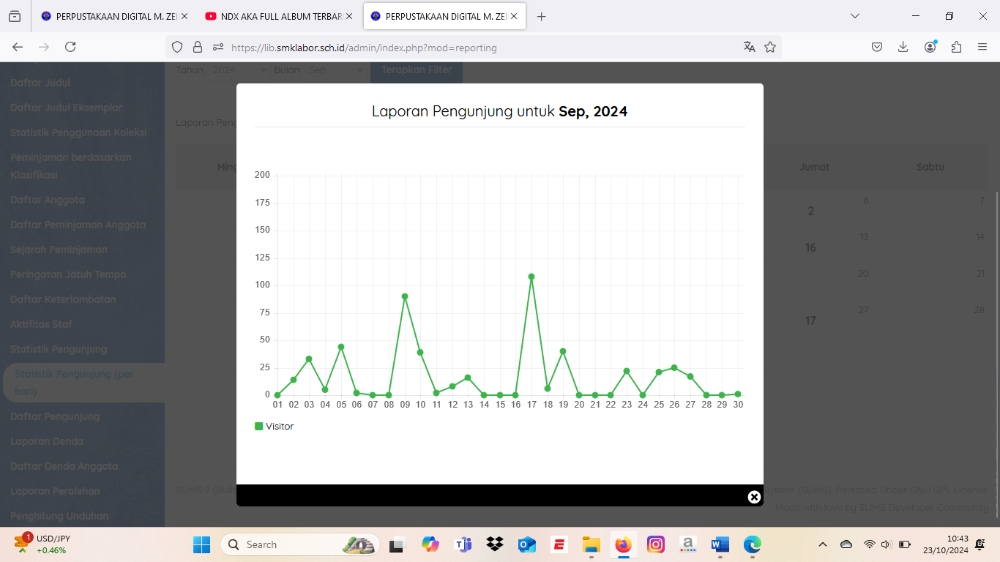 PERPUSTAKAAN DIGITAL M. ZEI
NDX AKA FULL ALBUM TERBAR
PERPUSTAKAAN DIGITAL M. ZEI
https://lib.smklabor.sch.id/admin/index.php?mod=reporting
Tahun 2024 Bulan Sep Terapkan Filter
Daftar Judul
Daftar Judul Eksemplar
Statistik Penggunaan Koleksi
Peminjaman berdasarkan
Klasifikasi
Daftar Anggota
Daftar Peminjaman Anggota
Sejarah Peminjaman
Peringatan Jatuh Tempo
Daftar Keterlambatan
Aktifitas Staf
Statistik Pengunjung
Statistik Pengunjung (per
hari)
Daftar Pengunjung
Laporan Denda
Daftar Denda Anggota
Laporan Perolehan
Penghitung Unduhan
Laporan Peng
Ming
Jumat Sabtu
6 7
2
13 14
16
20 21
27 28
17
Laporan Pengunjung untuk Sep, 2024
200
175
150
125
100
75
50
25
0
01 02 03 04 05 06 07 08 09 10 11 12 13 14 15 16 17 18 19 20 21 22 23 24 25 26 27 28 29 30
Visitor
SLiMS 9 (Bul
ystem (SLiMS). Released Under GNU GPL License.
Made with love by SLiMS Developer Community
1
USD/JPY
+0.46%
Search
10:43
23/10/2024